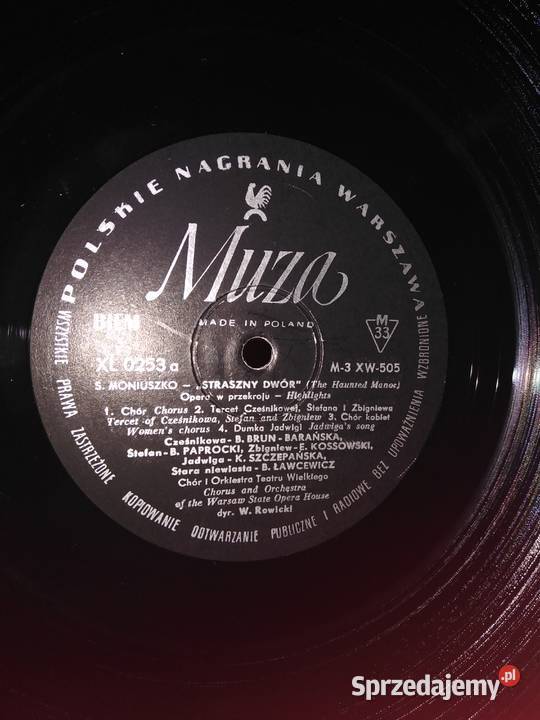 POLSKIE NAGRANIA WARSZAWA
Muza
BIEM
MADE IN POLAND
M
33
XL 0253 a
M-3 XW-505
S. MONIUSZKO – „STRASZNY DWÓR" (The Haunted Manor)
Opera w przekroju – Highlights
1. Chór Chorus 2. Tercet Cześnikowej, Stefana i Zbigniewa
Tercet of Cześnikowa, Stefan and Zbigniew 3. Chór kobiet
Women's chorus 4. Dumka Jadwigi Jadwiga's song
Cześnikowa – B. BRUN-BARAŃSKA,
Stefan – B. PAPROCKI, Zbigniew – E. KOSSOWSKI,
Jadwiga – K. SZCZEPAŃSKA,
Stara niewiasta – B. ŁAWCEWICZ
Chór i Orkiestra Teatru Wielkiego
Chorus and Orchestra
of the Warsaw State Opera House
dyr. W. Rowicki
WSZYSTKIE PRAWA ZASTRZEŻONE KOPIOWANIE ODTWARZANIE PUBLICZNE I RADIOWE BEZ UPOWAŻNIENIA WZBRONIONE
Sprzedajemy.pl